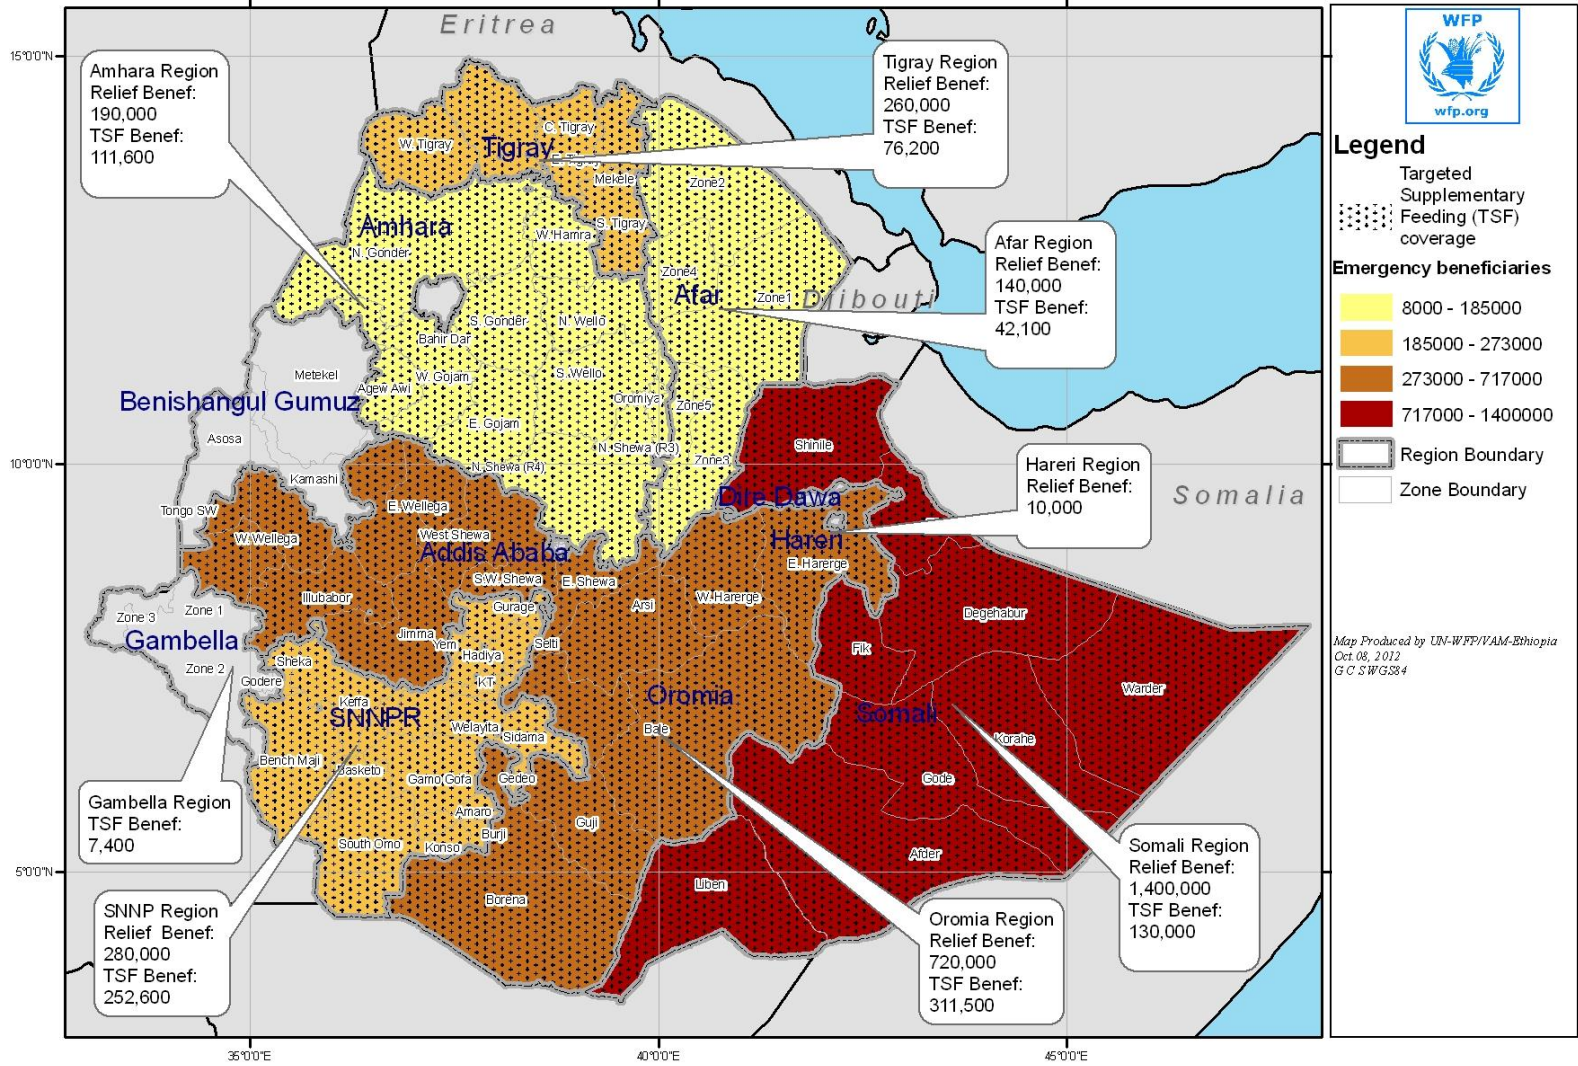 Eritrea
15°0'0"N
Amhara Region
Relief Benef:
190,000
TSF Benef:
111,600
Tigray Region
Relief Benef:
260,000
TSF Benef:
76,200
WFP
wfp.org
Legend
Targeted
Supplementary
Feeding (TSF)
coverage
Emergency beneficiaries
8000 - 185000
185000 - 273000
273000 - 717000
717000 - 1400000
Region Boundary
Zone Boundary
Map Produced by UN-WFP/VAM-Ethiopia
Oct.08, 2012
G C S WGS84
C. Tigray
W. Tigray
Tigray
E. Tigray
Mekele
Zone2
S. Tigray
Amhara
W. Hamra
N. Gonder
Afar Region
Relief Benef:
140,000
TSF Benef:
42,100
Zone4
Afar
Zone1
Djibouti
S. Gonder
N. Wello
Bahir Dar
Metekel
W. Gojam
S. Wello
Agew Awi
Benishangul Gumuz
Oromiya
Zone5
E. Gojam
Asosa
N. Shewa (R3)
Shinile
10°0'0"N
N. Shewa (R4)
Zone3
Hareri Region
Relief Benef:
10,000
Kamashi
Dire Dawa
Somalia
E. Wellega
Tongo SW
W. Wellega
West Shewa
Addis Ababa
Hareri
E. Harerge
S.W. Shewa
E. Shewa
Illubabor
Gurage
Arsi
W. Harerge
Zone 3
Zone 1
Degehabur
Gambella
Jimma
Yem
Selti
Hadiya
Fik
Sheka
Zone 2
Godere
KT
Warder
Keffa
Oromia
SNNPR
Somali
Welayita
Sidama
Bale
Korahe
Bench Maji
Basketo
Gamo Gofa
Gedeo
Gode
Gambella Region
TSF Benef:
7,400
Amaro
Burji
Guji
South Omo
Konso
Afder
Somali Region
Relief Benef:
1,400,000
TSF Benef:
130,000
5°0'0"N
Liben
Borena
SNNP Region
Relief  Benef:
280,000
TSF Benef:
252,600
Oromia Region
Relief Benef:
720,000
TSF Benef:
311,500
35°0'0"E
40°0'0"E
45°0'0"E